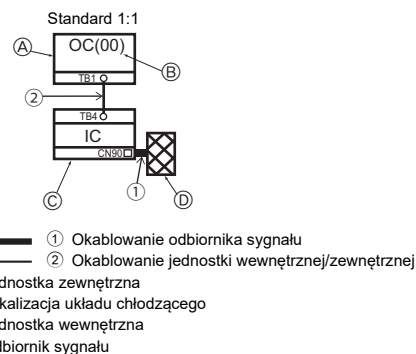 Standard 1:1
A
OC(00)
B
TB1
2
TB4
IC
CN90
C
1
D
1 Okablowanie odbiornika sygnału
2 Okablowanie jednostki wewnętrznej/zewnętrznej
dnostka zewnętrzna
kalizacja układu chłodzącego
dnostka wewnętrzna
dbiornik sygnału